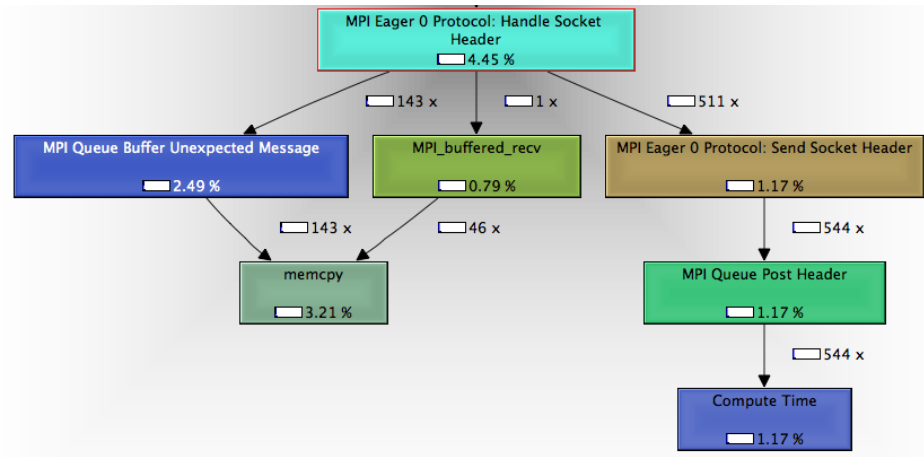 MPI Eager 0 Protocol: Handle Socket
Header
4.45 %
143 x
1 x
511 x
MPI Queue Buffer Unexpected Message
2.49 %
MPI_buffered_recv
0.79 %
MPI Eager 0 Protocol: Send Socket Header
1.17 %
143 x
46 x
544 x
memcpy
3.21 %
MPI Queue Post Header
1.17 %
544 x
Compute Time
1.17 %